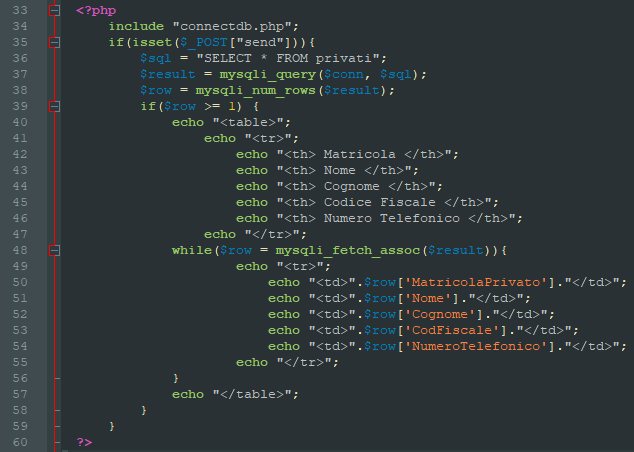 33 <?php
34 include "connectdb.php";
35 if(isset($_POST["send"])){
36 $sql = "SELECT * FROM privati";
37 $result = mysqli_query($conn, $sql);
38 $row = mysqli_num_rows($result);
39 if($row >= 1) {
40 echo "<table>";
41 echo "<tr>";
42 echo "<th> Matricola </th>";
43 echo "<th> Nome </th>";
44 echo "<th> Cognome </th>";
45 echo "<th> Codice Fiscale </th>";
46 echo "<th> Numero Telefonico </th>";
47 echo "</tr>";
48 while($row = mysqli_fetch_assoc($result)){
49 echo "<tr>";
50 echo "<td>".$row['MatricolaPrivato']."</td>";
51 echo "<td>".$row['Nome']."</td>";
52 echo "<td>".$row['Cognome']."</td>";
53 echo "<td>".$row['CodFiscale']."</td>";
54 echo "<td>".$row['NumeroTelefonico']."</td>";
55 echo "</tr>";
56 }
57 echo "</table>";
58 }
59 }
60 ?>